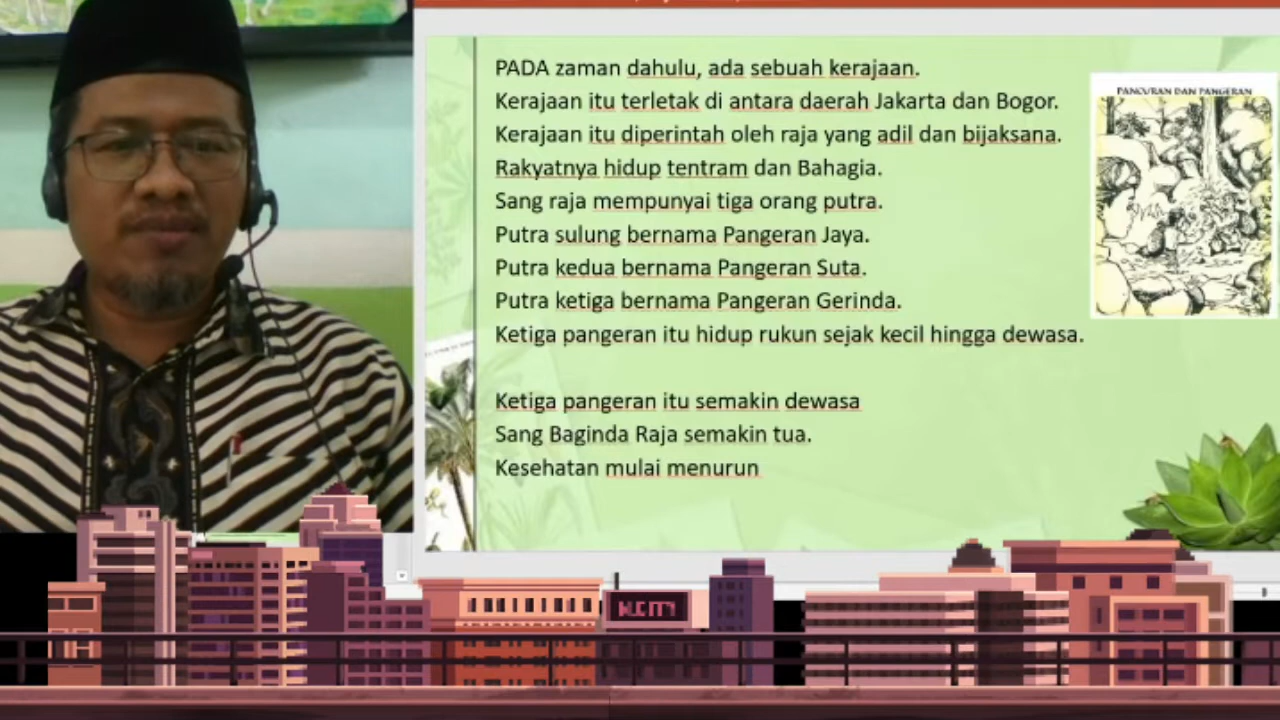 PADA zaman dahulu, ada sebuah kerajaan.
Kerajaan itu terletak di antara daerah Jakarta dan Bogor.
Kerajaan itu diperintah oleh raja yang adil dan bijaksana.
Rakyatnya hidup tentram dan Bahagia.
Sang raja mempunyai tiga orang putra.
Putra sulung bernama Pangeran Jaya.
Putra kedua bernama Pangeran Suta.
Putra ketiga bernama Pangeran Gerinda.
Ketiga pangeran itu hidup rukun sejak kecil hingga dewasa.
Ketiga pangeran itu semakin dewasa
Sang Baginda Raja semakin tua.
Kesehatan mulai menurun
PANCURAN DAN PANGERAN